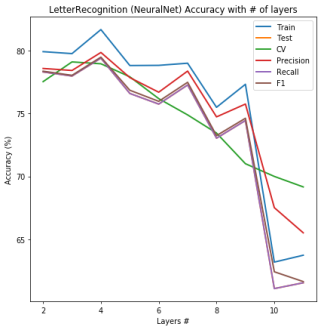 LetterRecognition (NeuralNet) Accuracy with # of layers
Train
Test
CV
Precision
Recall
F1
Accuracy (%)
80
75
70
65
2 4 6 8 10
Layers #